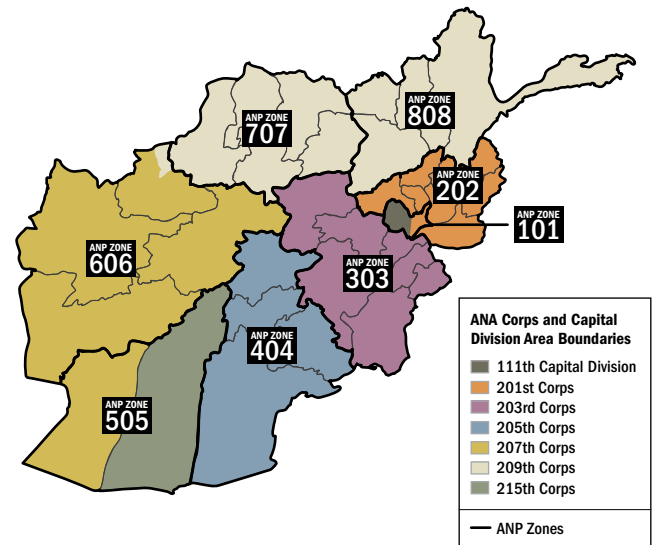 ANP ZONE
707
ANP ZONE
808
ANP ZONE
202
ANP ZONE
101
ANP ZONE
606
ANP ZONE
303
ANP ZONE
404
ANP ZONE
505
ANA Corps and Capital
Division Area Boundaries
111th Capital Division
201st Corps
203rd Corps
205th Corps
207th Corps
209th Corps
215th Corps
ANP Zones